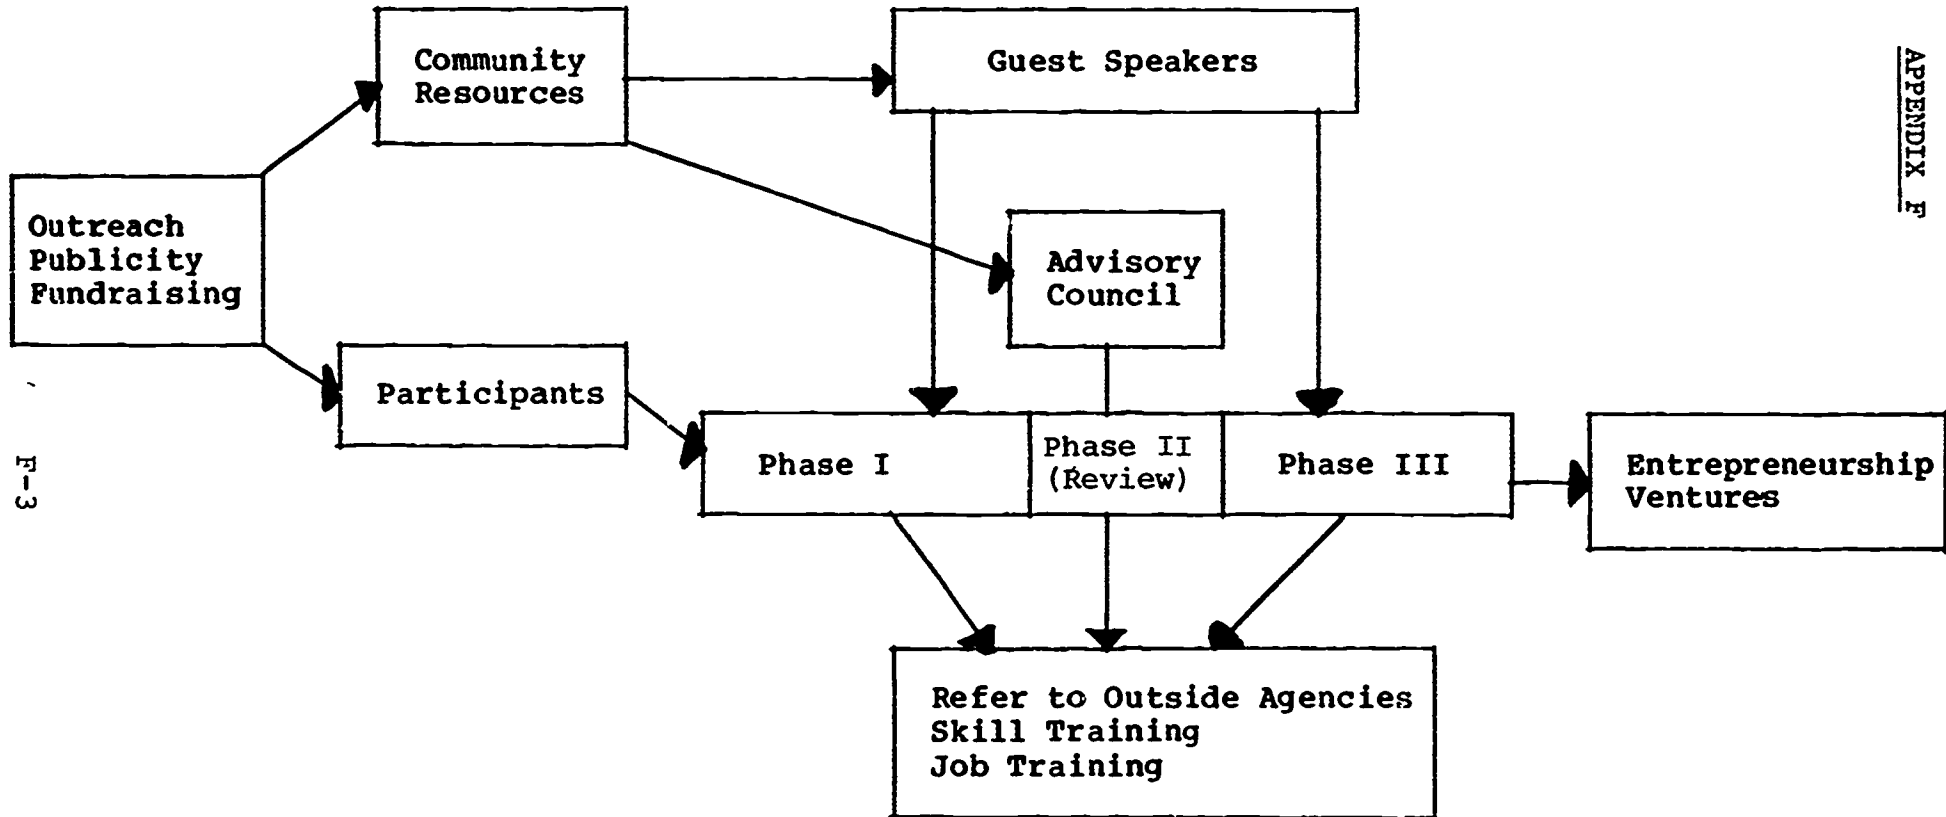 APPENDIX F
Community
Resources
Guest Speakers
Outreach
Publicity
Fundraising
Advisory
Council
Participants
Phase I
Phase II
(Review)
Phase III
Entrepreneurship
Ventures
Refer to Outside Agencies
Skill Training
Job Training
F-3